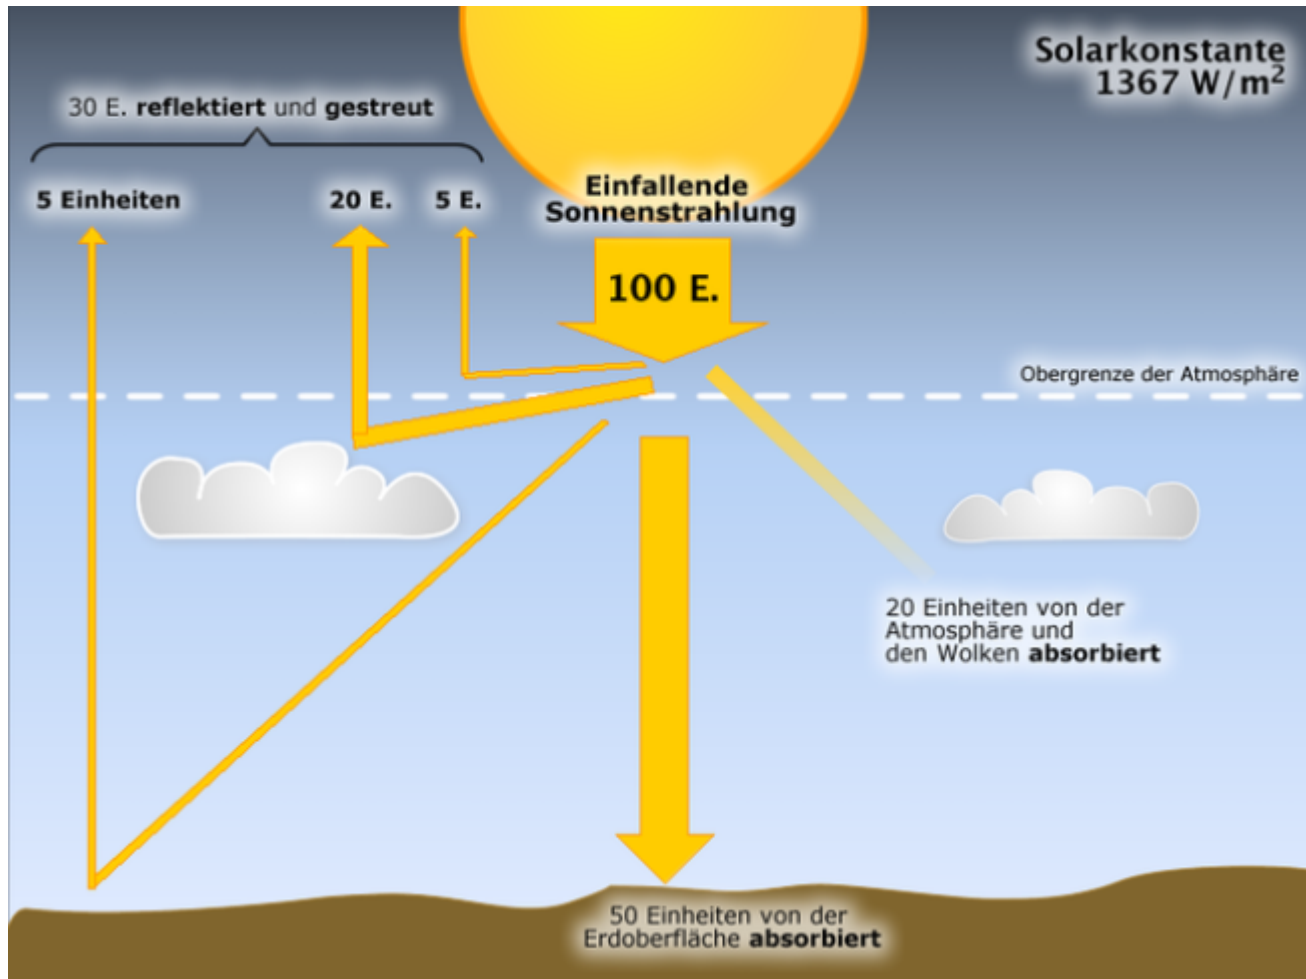 Solarkonstante
1367 W/m²
30 E. reflektiert und gestreut
5 Einheiten
20 E.
5 E.
Einfallende
Sonnenstrahlung
100 E.
Obergrenze der Atmosphäre
20 Einheiten von der
Atmosphäre und
den Wolken absorbiert
50 Einheiten von der
Erdoberfläche absorbiert